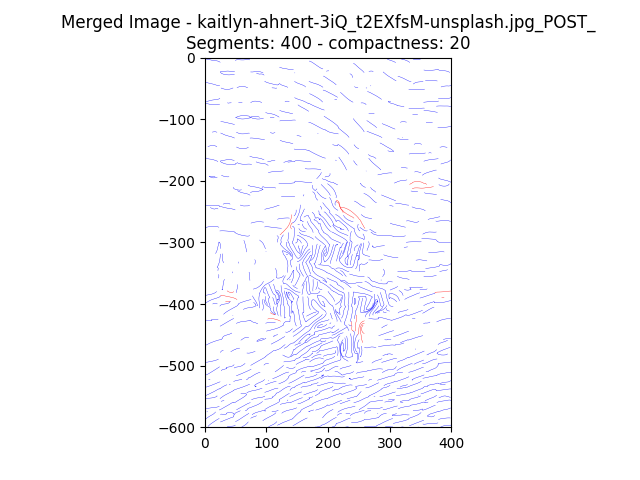 Merged Image - kaitlyn-ahnert-3iQ_t2EXfsM-unsplash.jpg_POST_
Segments: 400 - compactness: 20
0
−100
−200
−300
−400
−500
−600
0 100 200 300 400